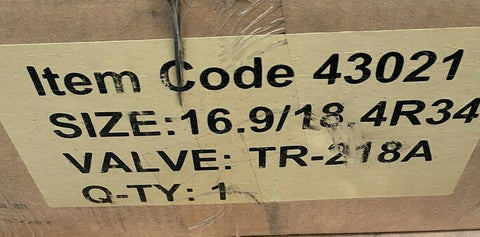 Item Code 43021
SIZE:16.9/18.4R34
VALVE: TR-218A
Q-TY: 1